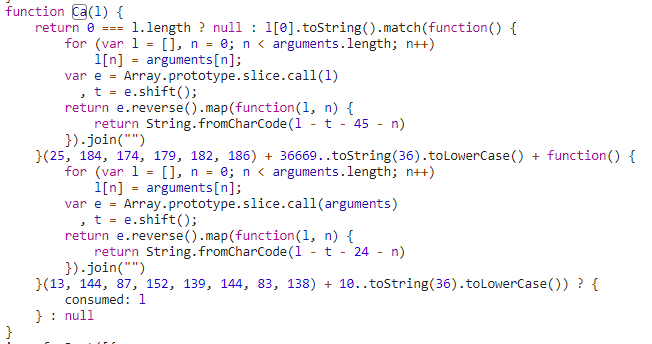 function Ca(l) {
    return 0 === l.length ? null : l[0].toString().match(function() {
        for (var l = [], n = 0; n < arguments.length; n++)
            l[n] = arguments[n];
        var e = Array.prototype.slice.call(l)
          , t = e.shift();
        return e.reverse().map(function(l, n) {
            return String.fromCharCode(l - t - 45 - n)
        }).join("")
    }(25, 184, 174, 179, 182, 186) + 36669..toString(36).toLowerCase() + function() {
        for (var l = [], n = 0; n < arguments.length; n++)
            l[n] = arguments[n];
        var e = Array.prototype.slice.call(arguments)
          , t = e.shift();
        return e.reverse().map(function(l, n) {
            return String.fromCharCode(l - t - 24 - n)
        }).join("")
    }(13, 144, 87, 152, 139, 144, 83, 138) + 10..toString(36).toLowerCase()) ? {
        consumed: l
    } : null
}